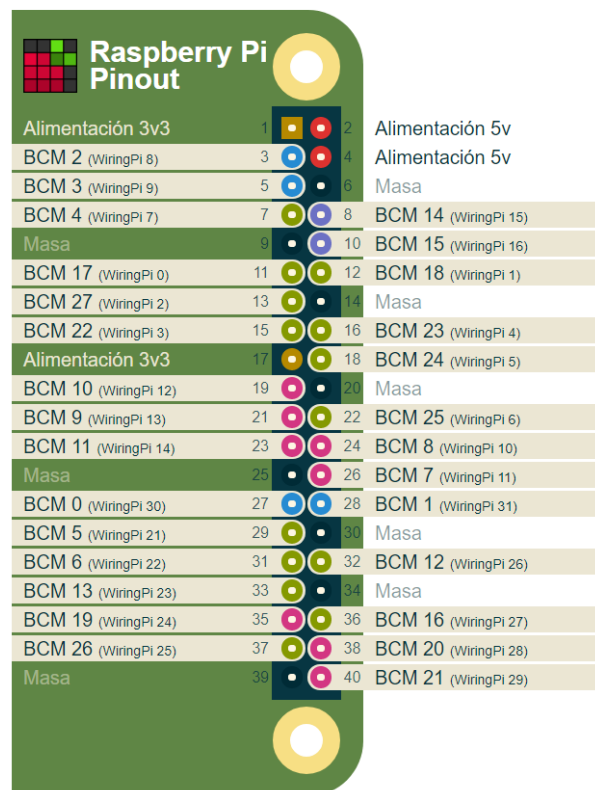 Raspberry Pi
Pinout
Alimentación 3v3 1 2 Alimentación 5v
BCM 2 (WiringPi 8) 3 4 Alimentación 5v
BCM 3 (WiringPi 9) 5 6 Masa
BCM 4 (WiringPi 7) 7 8 BCM 14 (WiringPi 15)
Masa 9 10 BCM 15 (WiringPi 16)
BCM 17 (WiringPi 0) 11 12 BCM 18 (WiringPi 1)
BCM 27 (WiringPi 2) 13 14 Masa
BCM 22 (WiringPi 3) 15 16 BCM 23 (WiringPi 4)
Alimentación 3v3 17 18 BCM 24 (WiringPi 5)
BCM 10 (WiringPi 12) 19 20 Masa
BCM 9 (WiringPi 13) 21 22 BCM 25 (WiringPi 6)
BCM 11 (WiringPi 14) 23 24 BCM 8 (WiringPi 10)
Masa 25 26 BCM 7 (WiringPi 11)
BCM 0 (WiringPi 30) 27 28 BCM 1 (WiringPi 31)
BCM 5 (WiringPi 21) 29 30 Masa
BCM 6 (WiringPi 22) 31 32 BCM 12 (WiringPi 26)
BCM 13 (WiringPi 23) 33 34 Masa
BCM 19 (WiringPi 24) 35 36 BCM 16 (WiringPi 27)
BCM 26 (WiringPi 25) 37 38 BCM 20 (WiringPi 28)
Masa 39 40 BCM 21 (WiringPi 29)